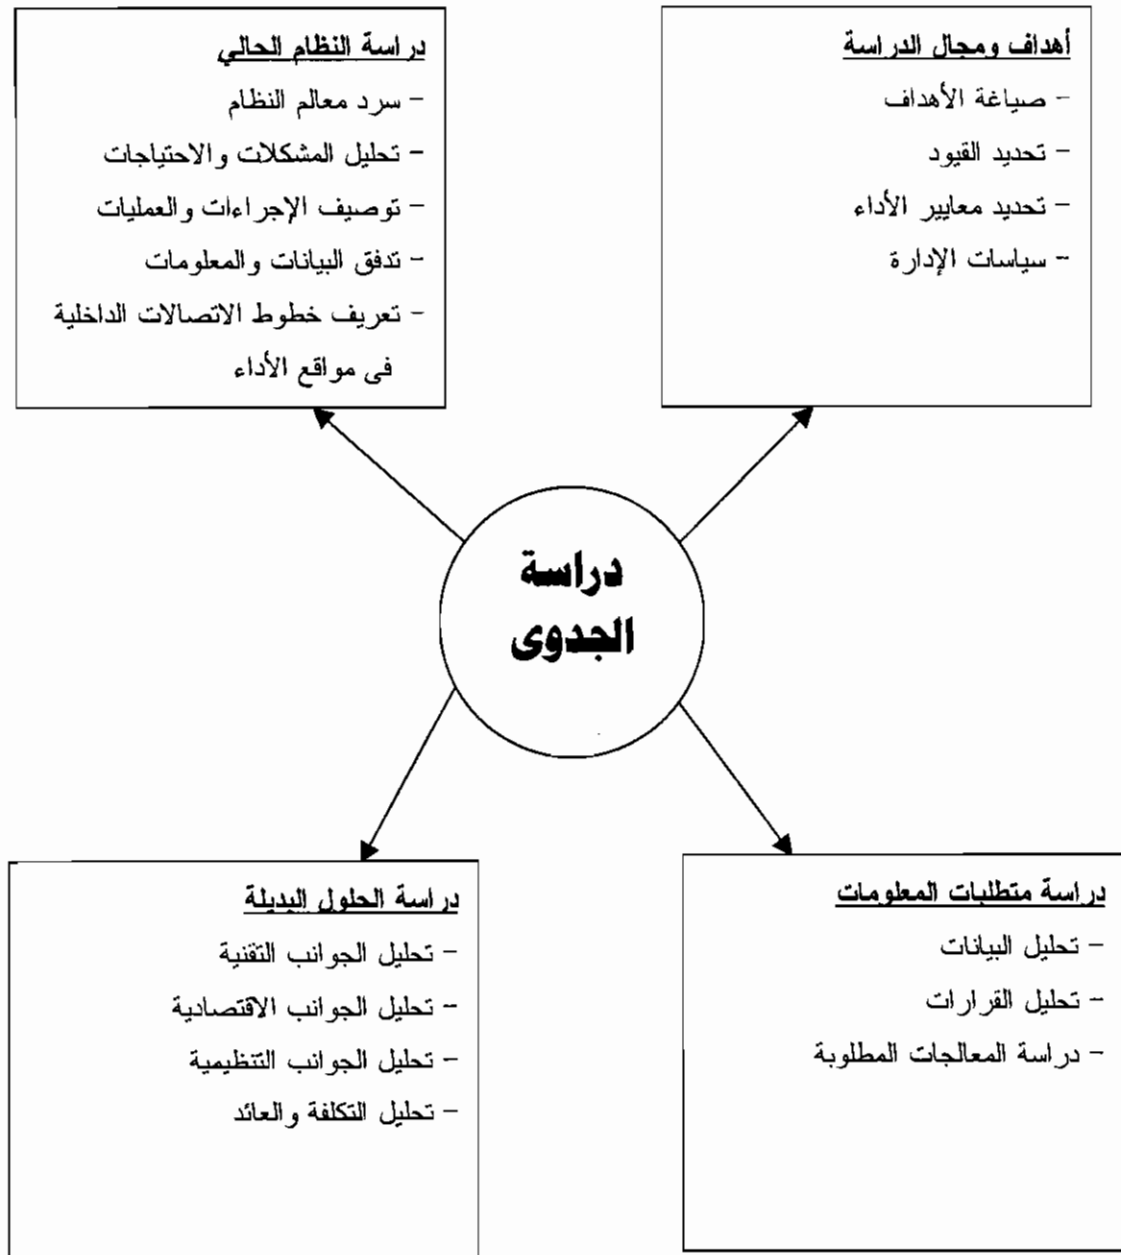 أهداف ومجال الدراسة
- صياغة الأهداف
- تحديد القيود
- تحديد معايير الأداء
- سياسات الإدارة
دراسة النظام الحالي
- سرد معالم النظام
- تحليل المشكلات والاحتياجات
- توصيف الإجراءات والعمليات
- تدفق البيانات والمعلومات
- تعريف خطوط الاتصالات الداخلية
فى مواقع الأداء
دراسة
الجدوى
دراسة متطلبات المعلومات
- تحليل البيانات
- تحليل القرارات
- دراسة المعالجات المطلوبة
دراسة الحلول البديلة
- تحليل الجوانب التقنية
- تحليل الجوانب الاقتصادية
- تحليل الجوانب التنظيمية
- تحليل التكلفة والعائد